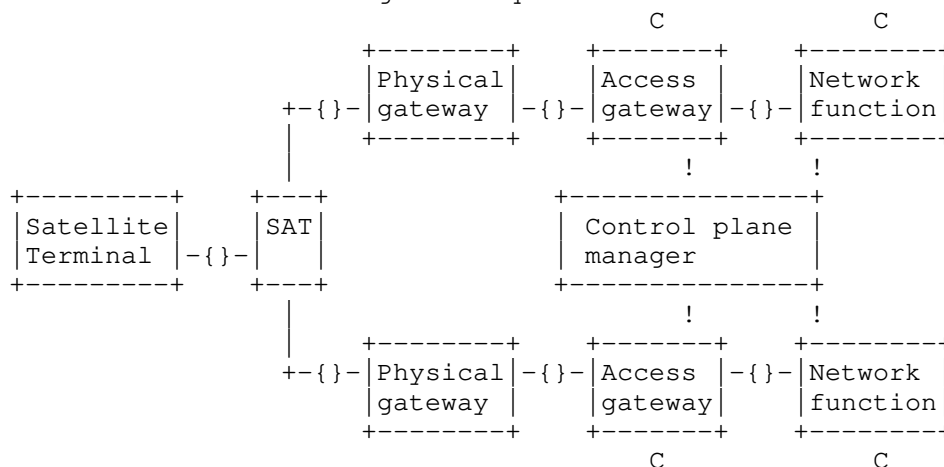 C                  C
+--------+    +-------+    +---------
|Physical|    |Access |    |Network
+-{}-|gateway |-{}-|gateway|-{}-|function|
|    +--------+    +-------+    +---------
|                      !        !
+---------+   +---+               +----------------+
|Satellite|   |SAT|               | Control plane  |
|Terminal |-{}-|   |               | manager        |
+---------+   +---+               +----------------+
|                      !        !
|    +--------+    +-------+    +---------
+-{}-|Physical|-{}-|Access |-{}-|Network
|gateway |    |gateway|    |function|
+--------+    +-------+    +---------
C                  C